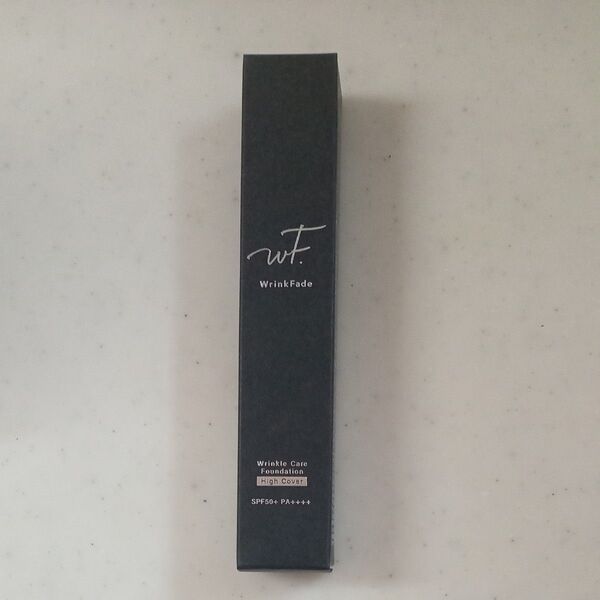 wF.
WrinkFade
Wrinkle Care
Foundation
High Cover
SPF50+ PA++++